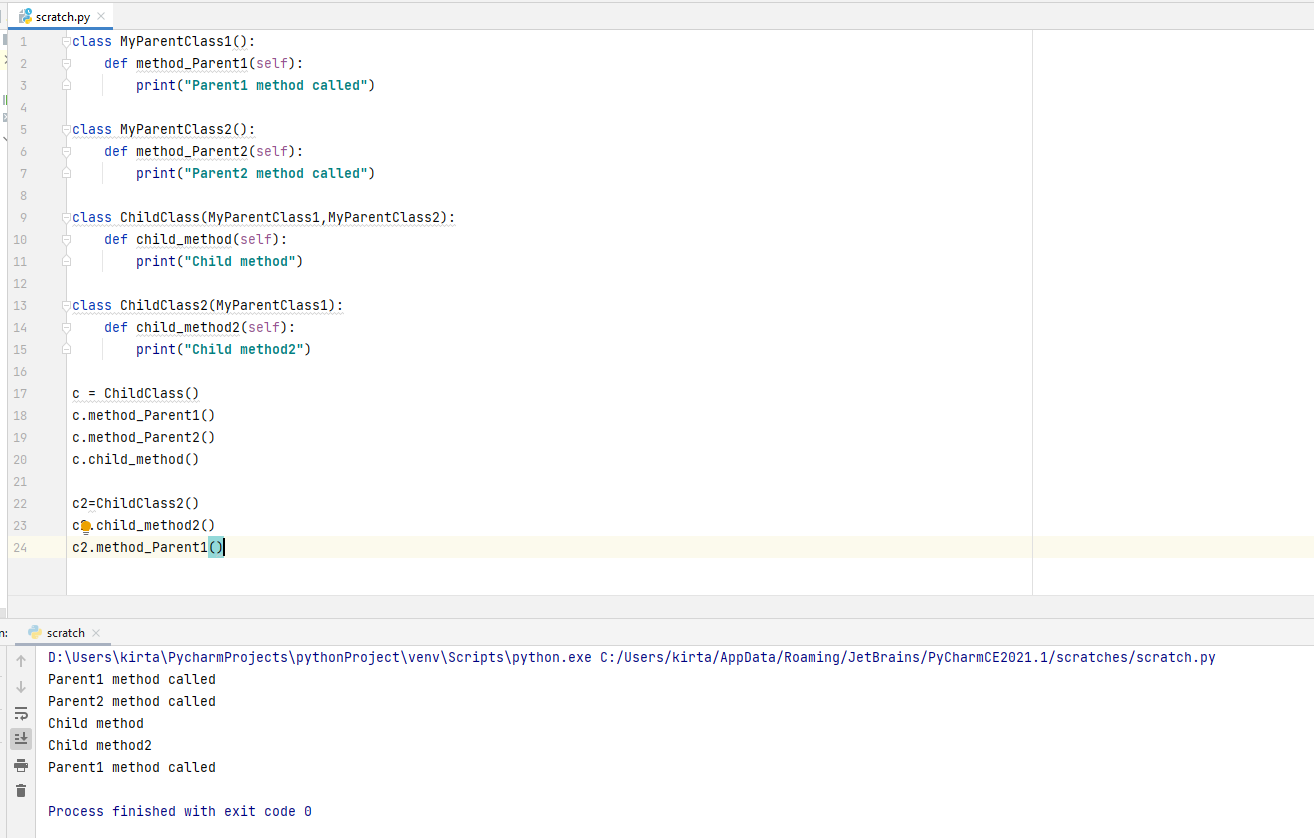 scratch.py
1 class MyParentClass1():
2     def method_Parent1(self):
3         print("Parent1 method called")
4
5 class MyParentClass2():
6     def method_Parent2(self):
7         print("Parent2 method called")
8
9 class ChildClass(MyParentClass1,MyParentClass2):
10     def child_method(self):
11         print("Child method")
12
13 class ChildClass2(MyParentClass1):
14     def child_method2(self):
15         print("Child method2")
16
17 c = ChildClass()
18 c.method_Parent1()
19 c.method_Parent2()
20 c.child_method()
21
22 c2=ChildClass2()
23 c2.child_method2()
24 c2.method_Parent1()
n: scratch
D:\Users\kirta\PycharmProjects\pythonProject\venv\Scripts\python.exe C:/Users/kirta/AppData/Roaming/JetBrains/PyCharmCE2021.1/scratches/scratch.py
Parent1 method called
Parent2 method called
Child method
Child method2
Parent1 method called
Process finished with exit code 0